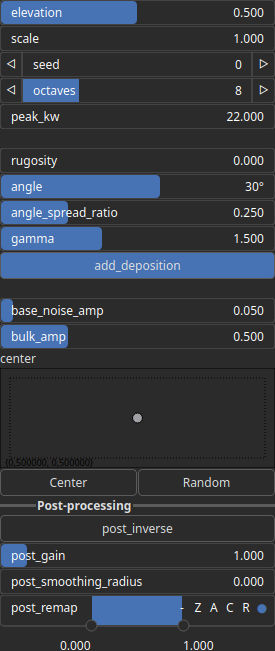 elevation 0.500
scale 1.000
seed 0
octaves 8
peak_kw 22.000
rugosity 0.000
angle 30°
angle_spread_ratio 0.250
gamma 1.500
add_deposition
base_noise_amp 0.050
bulk_amp 0.500
center
(0.500000, 0.500000)
Center Random
Post-processing
post_inverse
post_gain 1.000
post_smoothing_radius 0.000
post_remap - Z A C R
0.000 1.000